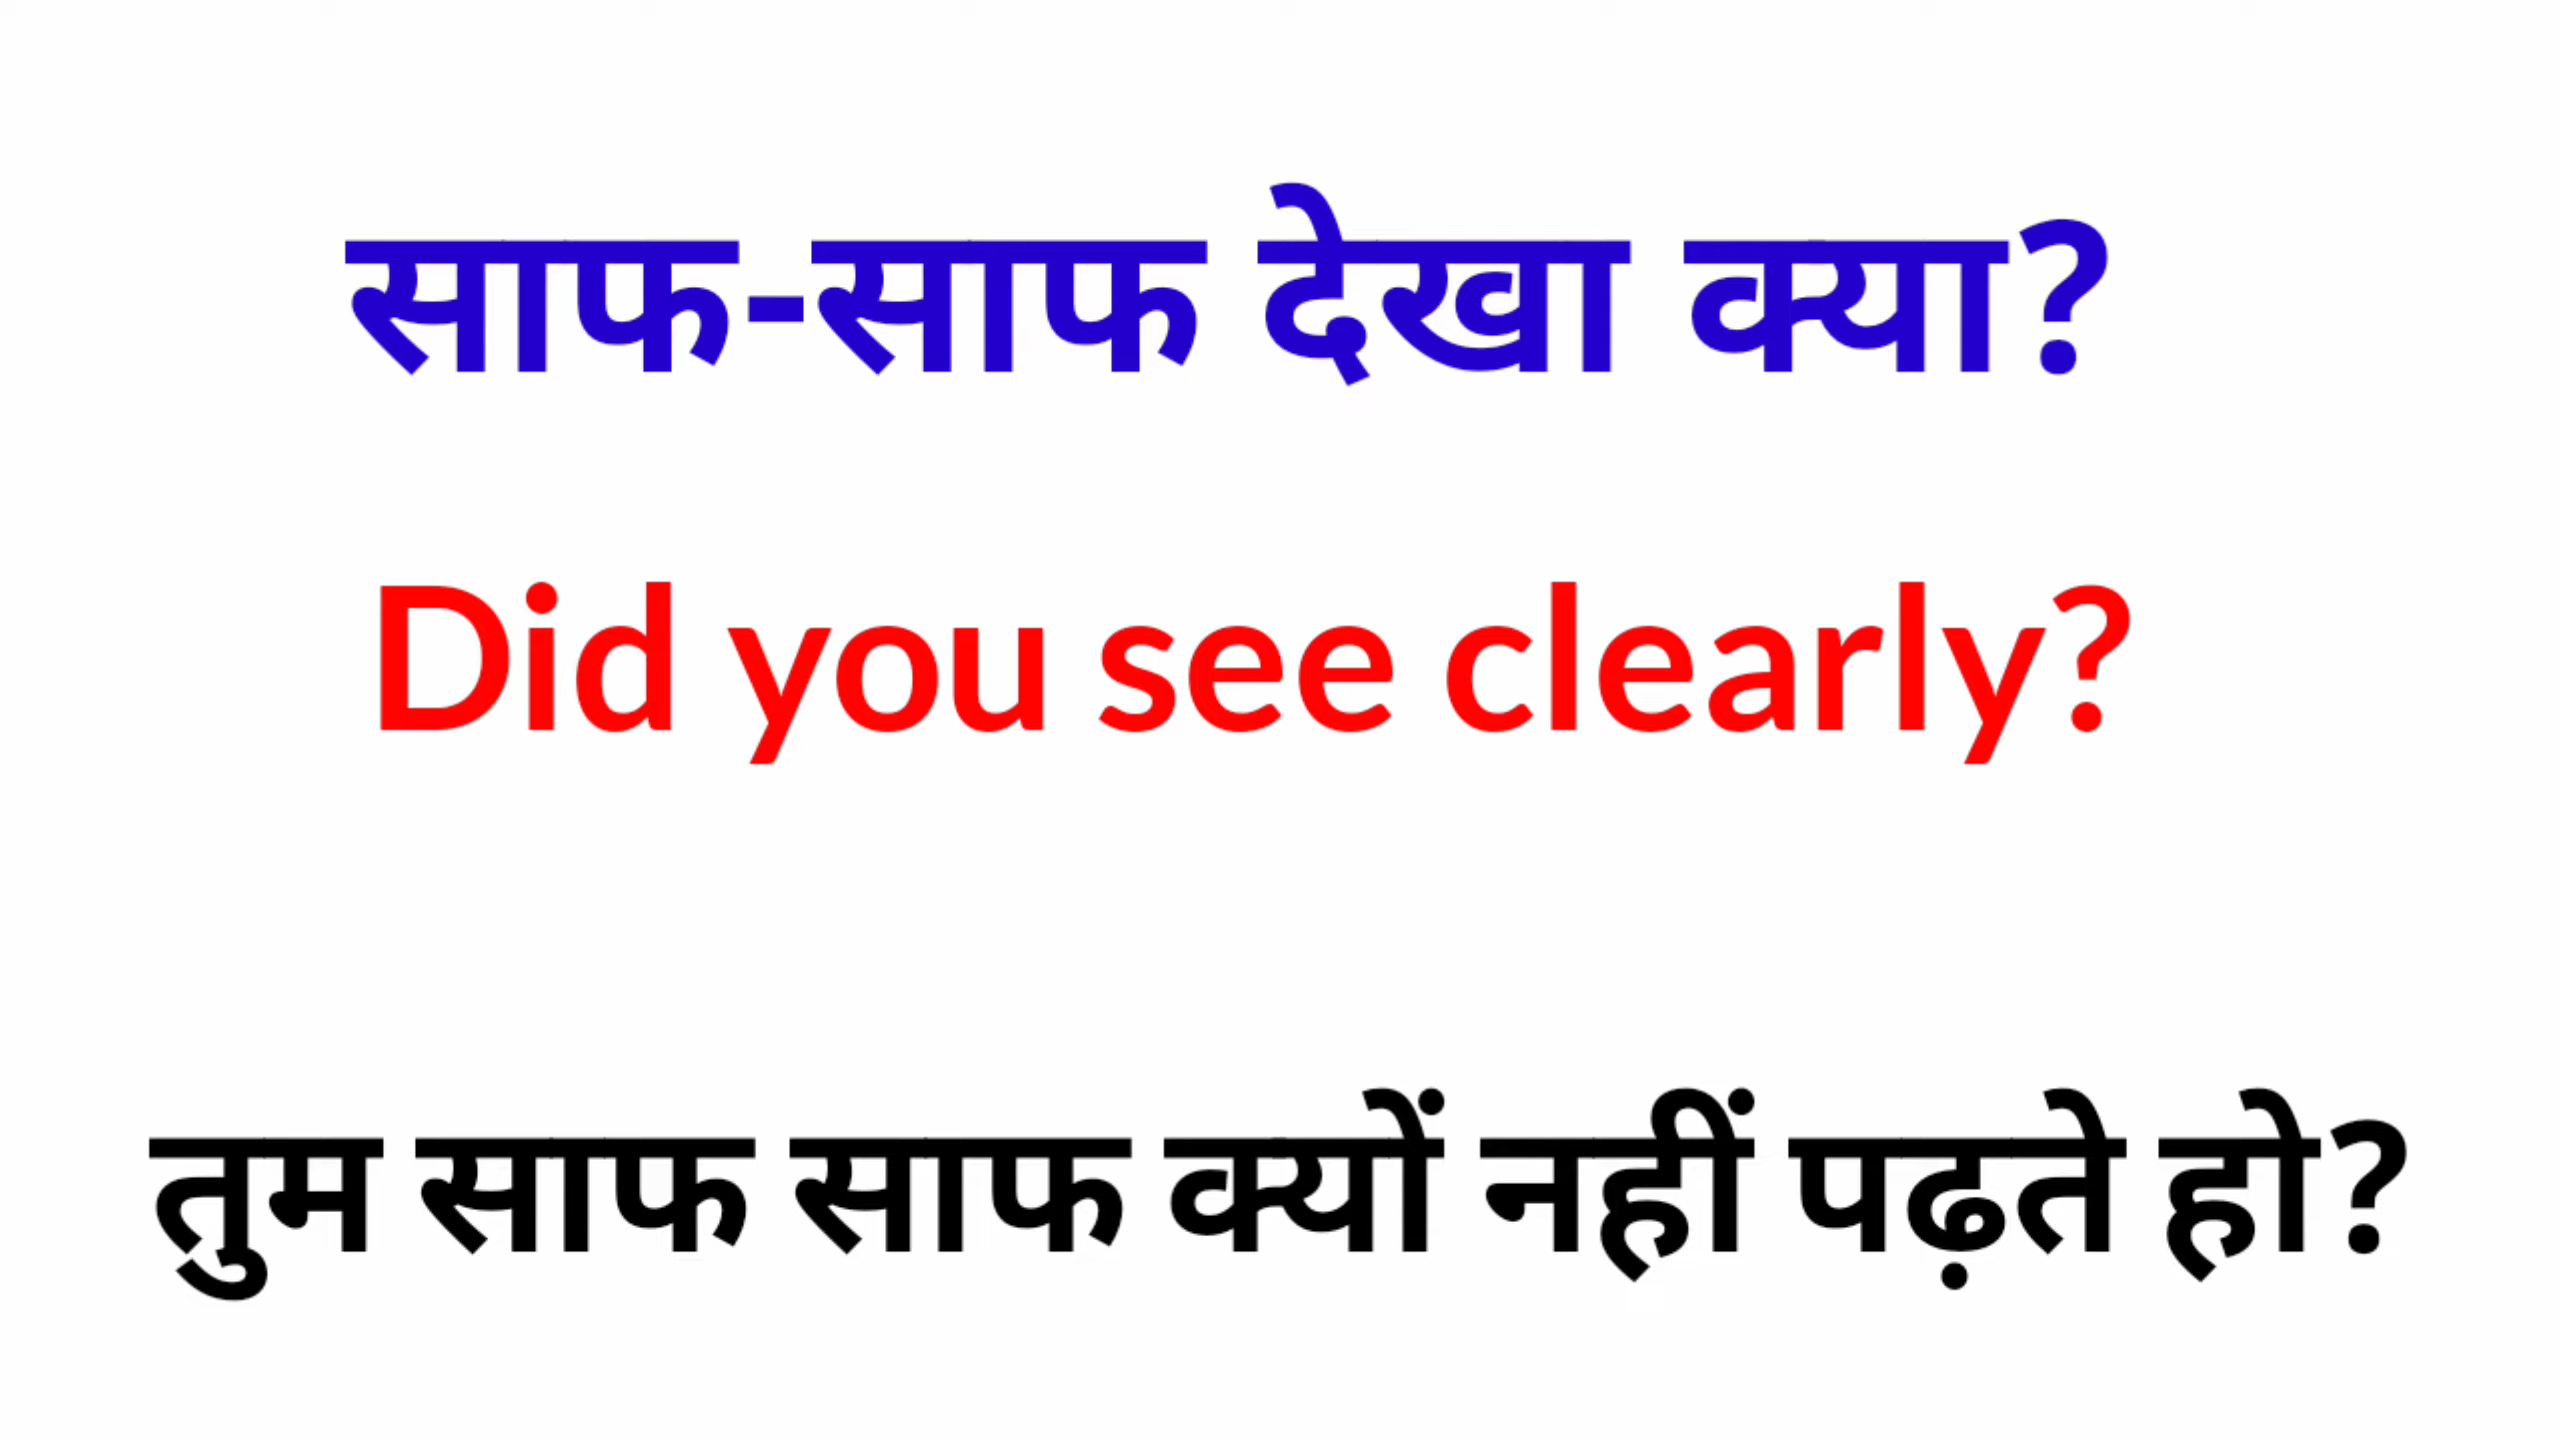 साफ-साफ देखा क्या?
Did you see clearly?
तुम साफ साफ क्यों नहीं पढ़ते हो?